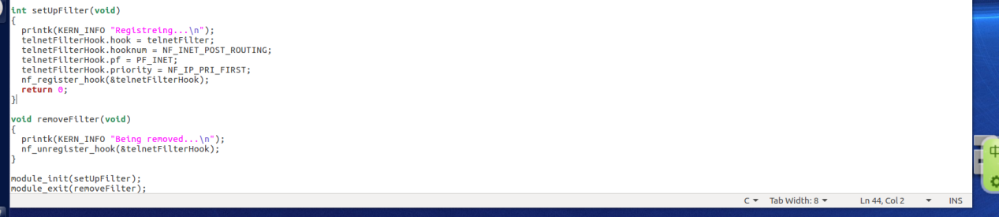 int setUpFilter(void)
{
  printk(KERN_INFO "Registreing...\n");
  telnetFilterHook.hook = telnetFilter;
  telnetFilterHook.hooknum = NF_INET_POST_ROUTING;
  telnetFilterHook.pf = PF_INET;
  telnetFilterHook.priority = NF_IP_PRI_FIRST;
  nf_register_hook(&telnetFilterHook);
  return 0;
}

void removeFilter(void)
{
  printk(KERN_INFO "Being removed...\n");
  nf_unregister_hook(&telnetFilterHook);
}

module_init(setUpFilter);
module_exit(removeFilter);
C Tab Width: 8 Ln 44, Col 2 INS
中